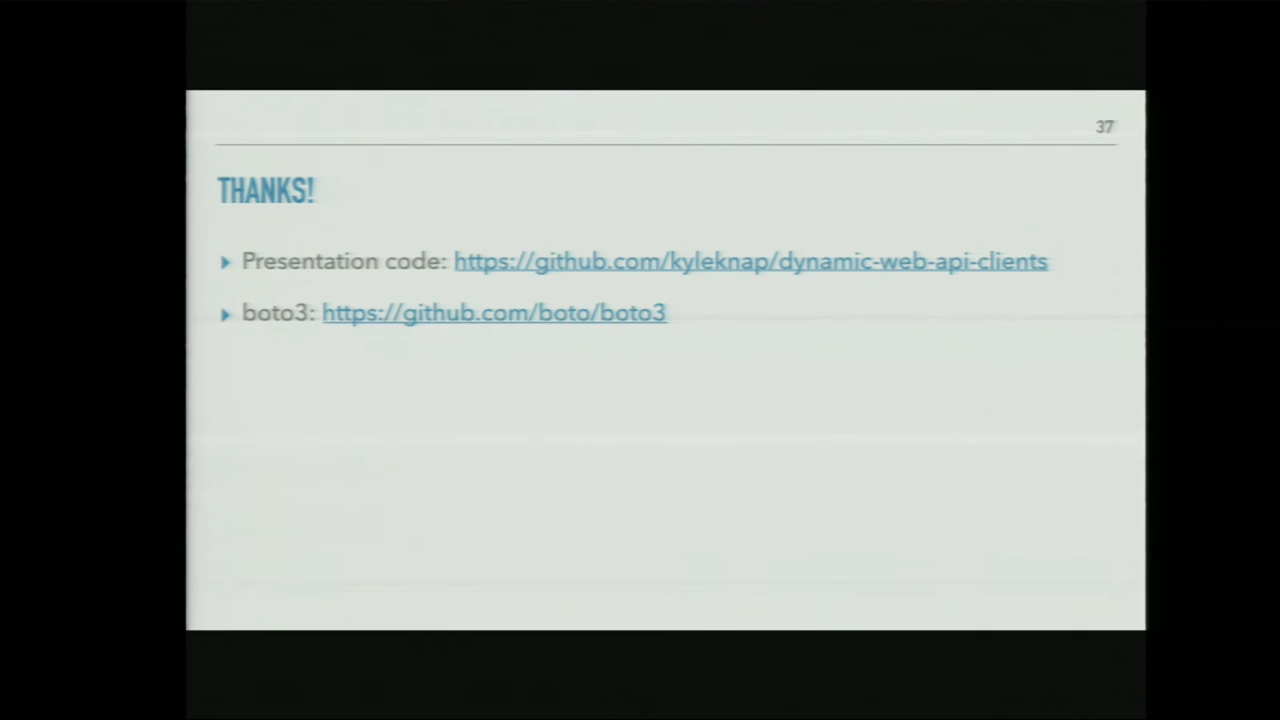 37
THANKS!
Presentation code: https://github.com/kyleknap/dynamic-web-api-clients
boto3: https://github.com/boto/boto3